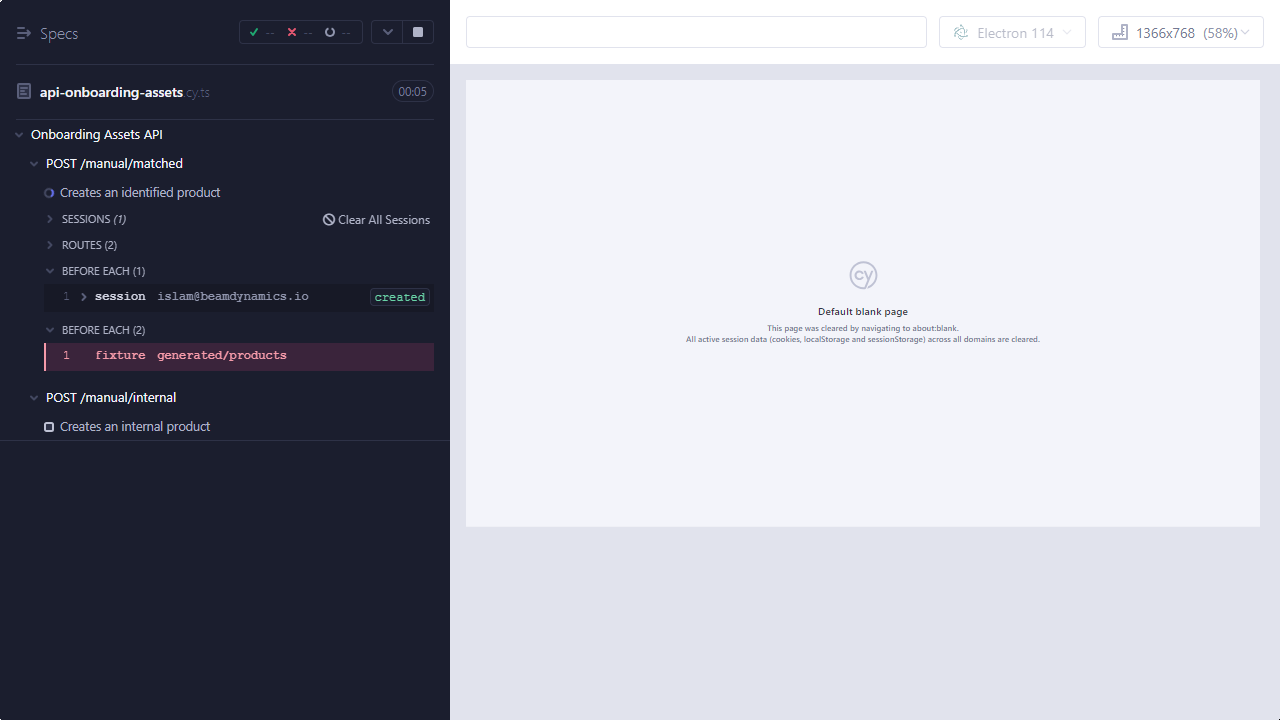 Specs
-- -- --
api-onboarding-assets.cy.ts 00:05
Onboarding Assets API
POST /manual/matched
Creates an identified product
SESSIONS (1) Clear All Sessions
ROUTES (2)
BEFORE EACH (1)
1 session islam@beamdynamics.io created
BEFORE EACH (2)
1 fixture generated/products
POST /manual/internal
Creates an internal product
Electron 114
1366x768 (58%)
cy
Default blank page
This page was cleared by navigating to about:blank.
All active session data (cookies, localStorage and sessionStorage) across all domains are cleared.